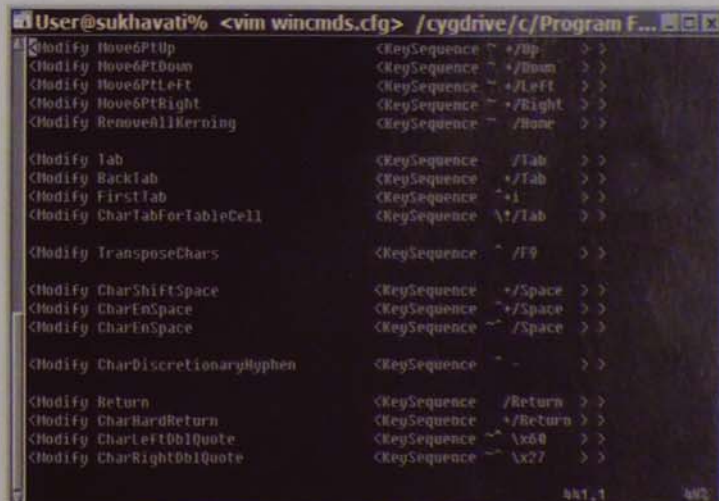 User@sukhavati% <vim wincmds.cfg> /cygdrive/c/Program F...
<Modify Move6PtUp <KeySequence ~ +/Up > >
<Modify Move6PtDown <KeySequence ~ +/Down > >
<Modify Move6PtLeft <KeySequence ~ +/Left > >
<Modify Move6PtRight <KeySequence ~ +/Right > >
<Modify RemoveAllKerning <KeySequence ~ /Home > >
<Modify Tab <KeySequence /Tab > >
<Modify BackTab <KeySequence +/Tab > >
<Modify FirstTab <KeySequence ^+i > >
<Modify CharTabForTableCell <KeySequence \!/Tab > >
<Modify TransposeChars <KeySequence ^ /F9 > >
<Modify CharShiftSpace <KeySequence +/Space > >
<Modify CharEnSpace <KeySequence ~^+/Space > >
<Modify CharEnSpace <KeySequence ~^ /Space > >
<Modify CharDiscretionaryHyphen <KeySequence ^ - > >
<Modify Return <KeySequence /Return > >
<Modify CharHardReturn <KeySequence +/Return > >
<Modify CharLeftDblQuote <KeySequence ~^ \x60 > >
<Modify CharRightDblQuote <KeySequence ~^ \x27 > >
441,1